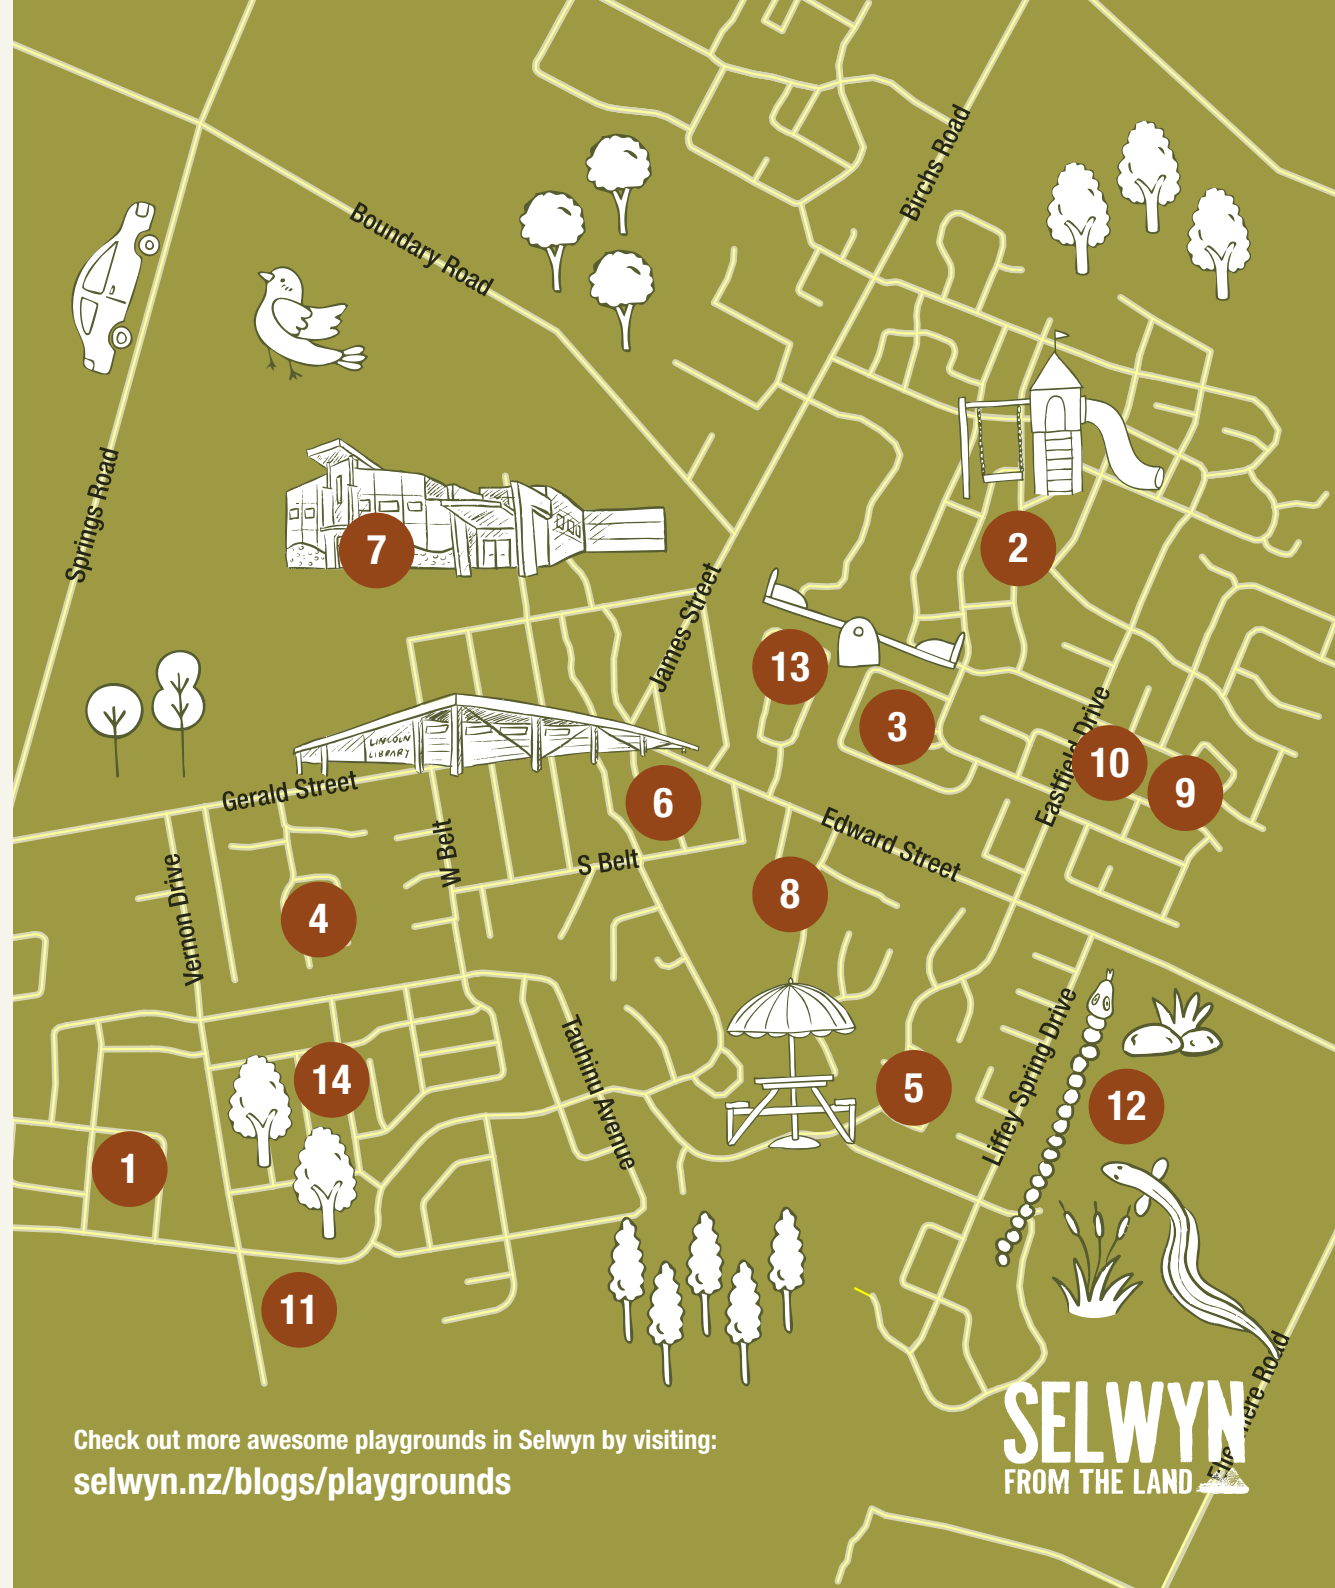 Birchs Road
Boundary Road
Springs Road
7
2
James Street
13
3
Eastfield Drive
10
9
LINCOLN
LIBRARY
Gerald Street
6
Edward Street
W Belt
S Belt
Vernon Drive
4
8
Tauhinu Avenue
Liffey Spring Drive
14
5
12
1
11
Check out more awesome playgrounds in Selwyn by visiting:
selwyn.nz/blogs/playgrounds
SELWYN
FROM THE LAND
Road